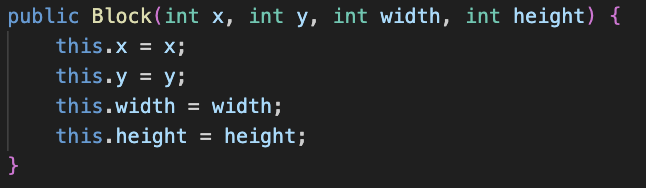 public Block(int x, int y, int width, int height) {
    this.x = x;
    this.y = y;
    this.width = width;
    this.height = height;
}